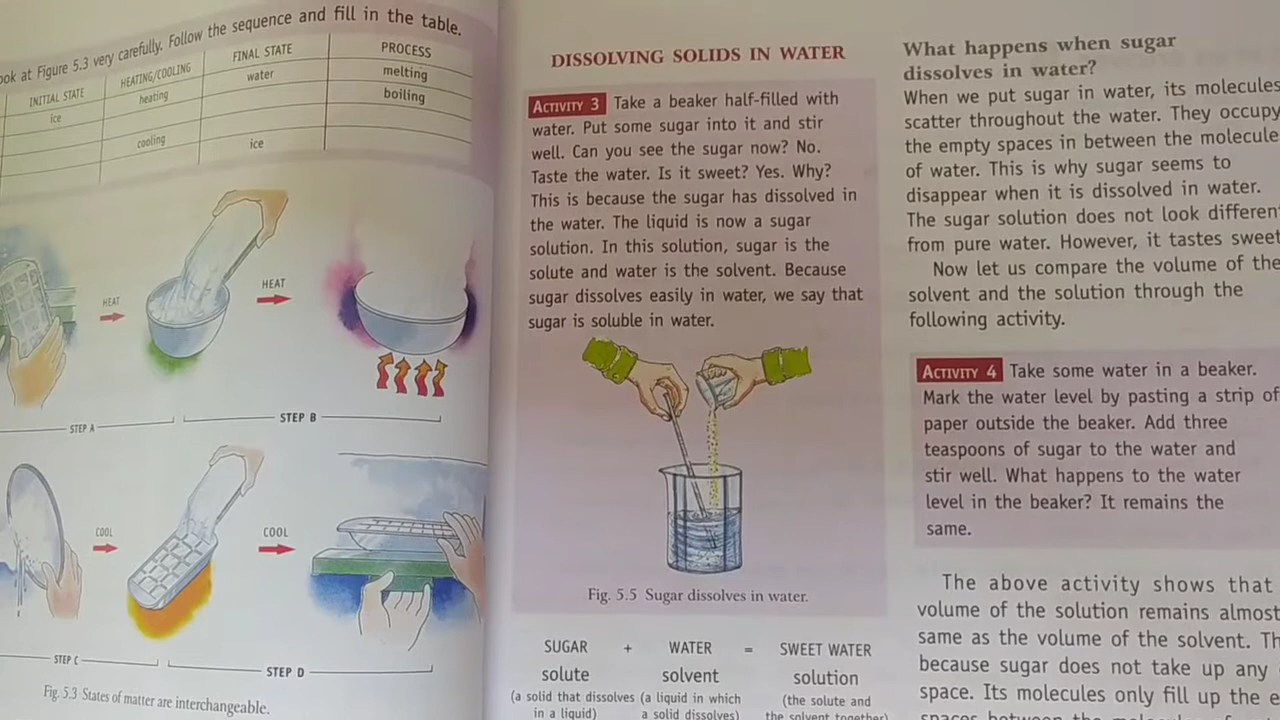 ook at Figure 5.3 very carefully. Follow the sequence and fill in the table.
INITIAL STATE HEATING/COOLING FINAL STATE PROCESS
ice heating water melting
boiling
cooling ice
HEAT
HEAT
STEP A
STEP B
COOL
COOL
STEP C
STEP D
Fig. 5.3 States of matter are interchangeable.
DISSOLVING SOLIDS IN WATER
ACTIVITY 3 Take a beaker half-filled with
water. Put some sugar into it and stir
well. Can you see the sugar now? No.
Taste the water. Is it sweet? Yes. Why?
This is because the sugar has dissolved in
the water. The liquid is now a sugar
solution. In this solution, sugar is the
solute and water is the solvent. Because
sugar dissolves easily in water, we say that
sugar is soluble in water.
Fig. 5.5 Sugar dissolves in water.
SUGAR + WATER = SWEET WATER
solute solvent solution
(a solid that dissolves (a liquid in which (the solute and
in a liquid) a solid dissolves) the solvent together)
What happens when sugar
dissolves in water?
When we put sugar in water, its molecules
scatter throughout the water. They occupy
the empty spaces in between the molecule
of water. This is why sugar seems to
disappear when it is dissolved in water.
The sugar solution does not look differen
from pure water. However, it tastes sweet
Now let us compare the volume of the
solvent and the solution through the
following activity.
ACTIVITY 4 Take some water in a beaker.
Mark the water level by pasting a strip of
paper outside the beaker. Add three
teaspoons of sugar to the water and
stir well. What happens to the water
level in the beaker? It remains the
same.
The above activity shows that
volume of the solution remains almost
same as the volume of the solvent. Th
because sugar does not take up any
space. Its molecules only fill up the e
spaces between the